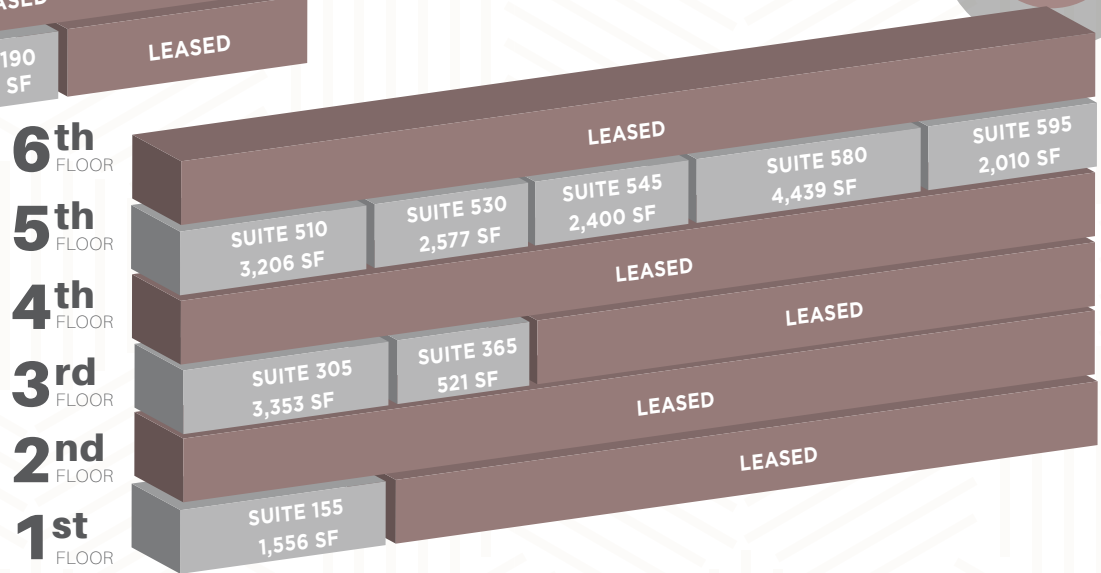 LEASED
190
SF
LEASED
6th
FLOOR
LEASED
5th
FLOOR
SUITE 510
3,206 SF
SUITE 530
2,577 SF
SUITE 545
2,400 SF
SUITE 580
4,439 SF
SUITE 595
2,010 SF
4th
FLOOR
LEASED
3rd
FLOOR
SUITE 305
3,353 SF
SUITE 365
521 SF
LEASED
2nd
FLOOR
LEASED
1st
FLOOR
SUITE 155
1,556 SF
LEASED